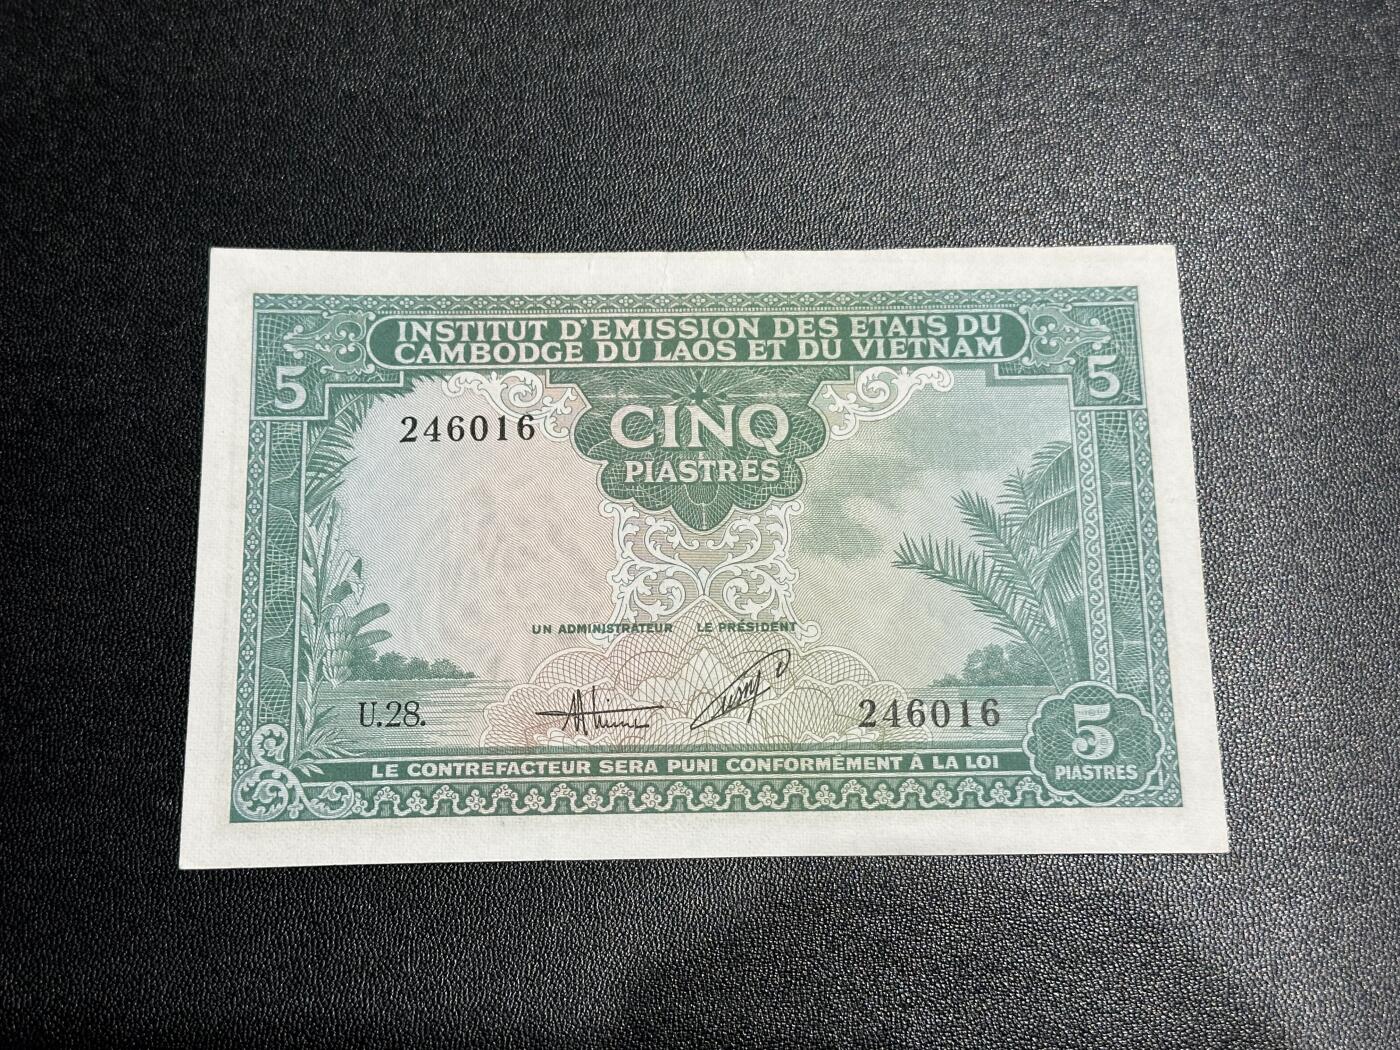 INSTITUT D'EMISSION DES ETATS DU
CAMBODGE DU LAOS ET DU VIETNAM
5
5
246016
CINQ
PIASTRES
UN ADMINISTRATEUR LE PRÉSIDENT
U.28.
246016
5
PIASTRES
LE CONTREFACTEUR SERA PUNI CONFORMÉMENT À LA LOI